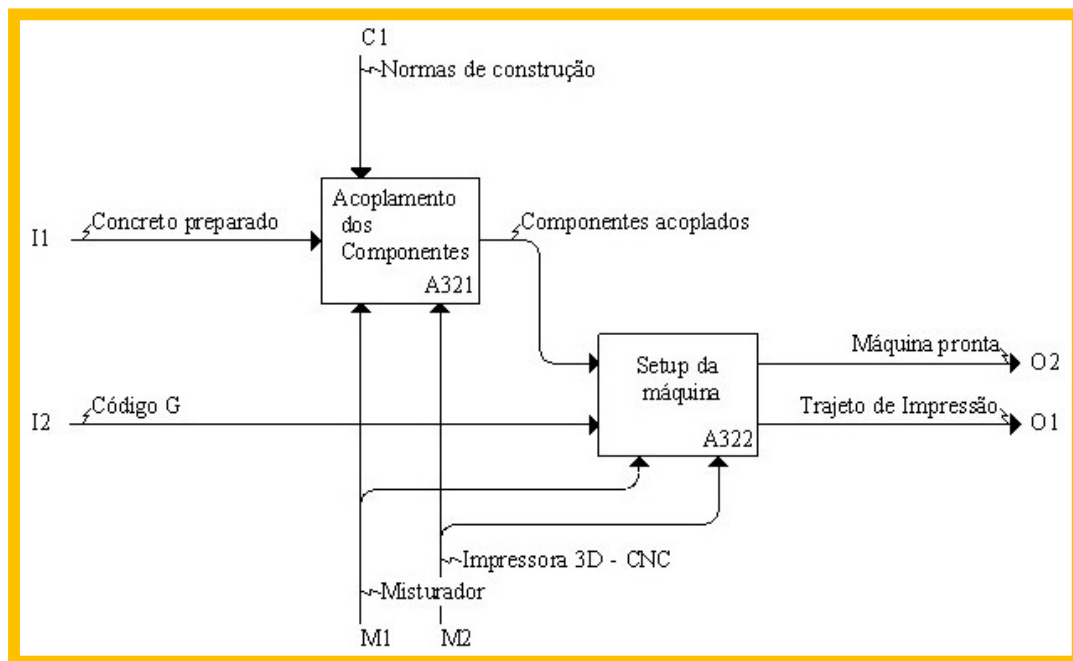 C1
Normas de construção
Acoplamento
dos
Componentes
A321
I1
Concreto preparado
Componentes acoplados
Setup da
máquina
A322
Máquina pronta
O2
I2
Código G
Trajeto de Impressão
O1
Impressora 3D - CNC
Misturador
M1
M2